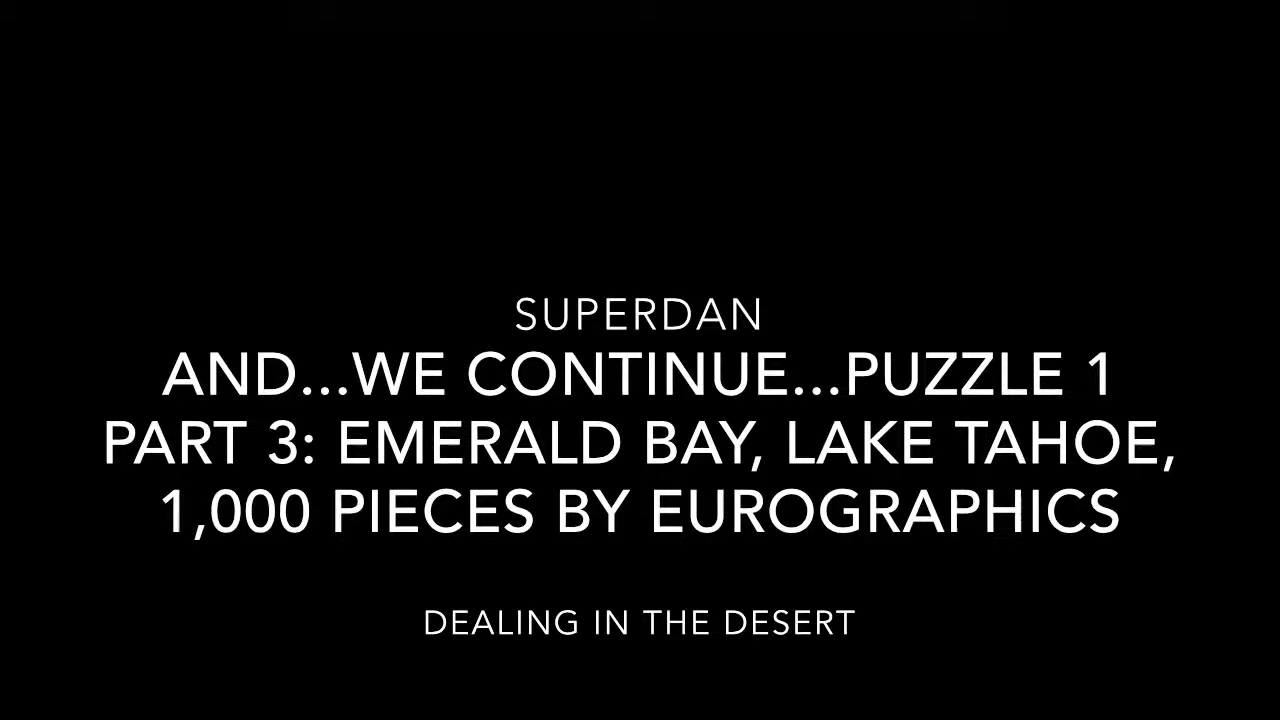 SUPERDAN
AND...WE CONTINUE...PUZZLE 1
PART 3: EMERALD BAY, LAKE TAHOE,
1,000 PIECES BY EUROGRAPHICS
DEALING IN THE DESERT